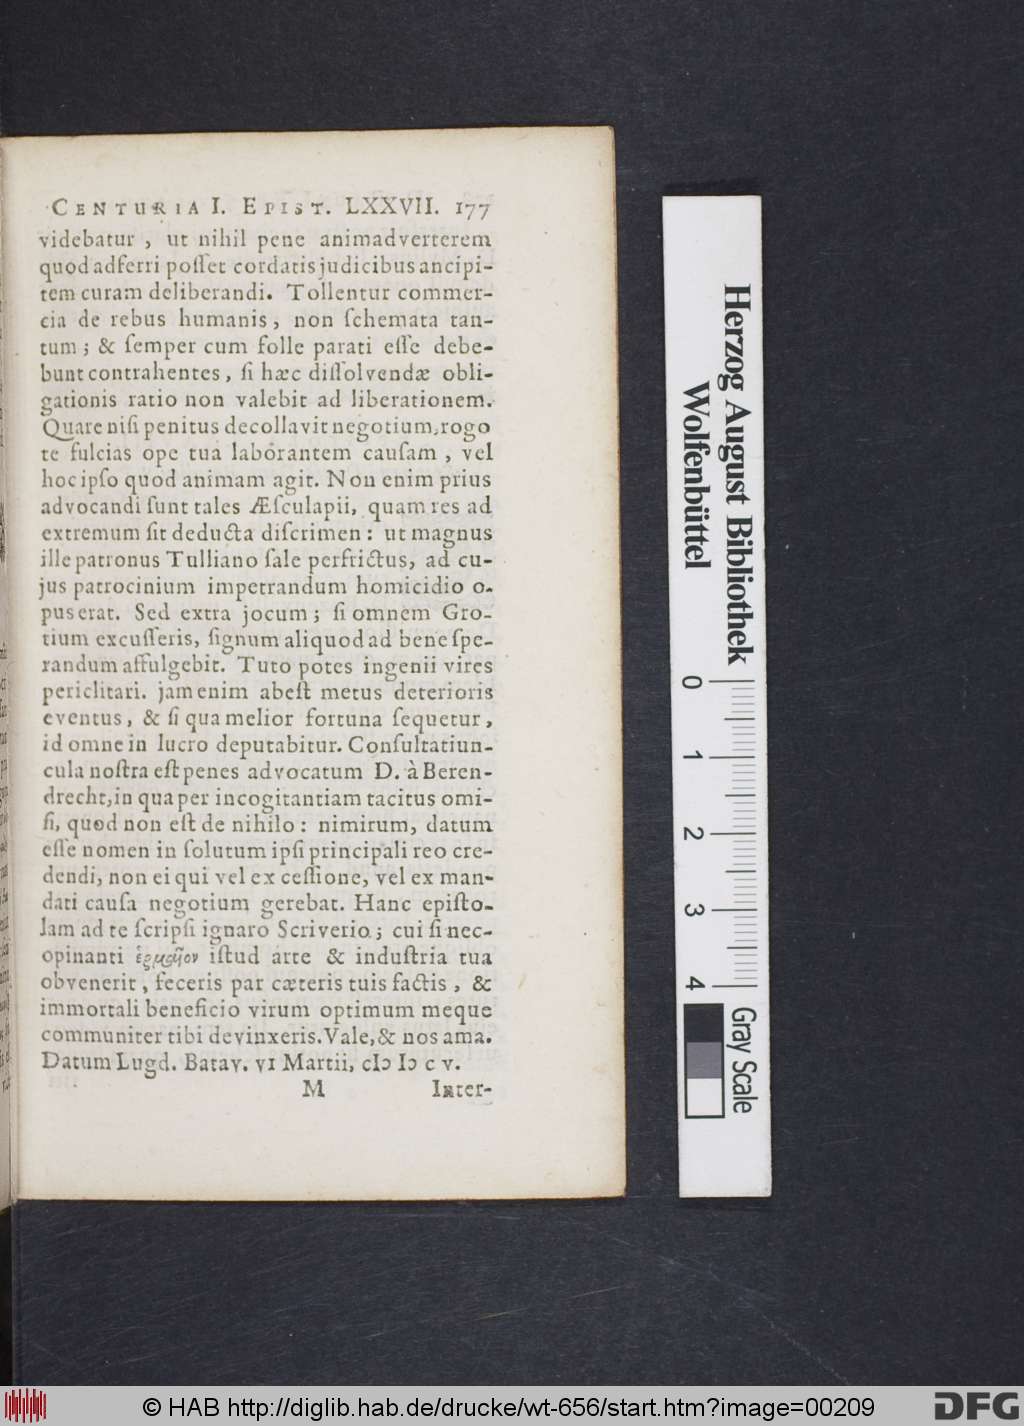 CENTURIA I. EPIST. LXXVII. 177
videbatur , ut nihil pene animadverterem
quod adferri poſſet cordatis judicibus ancipi-
tem curam deliberandi. Tollentur commer-
cia de rebus humanis, non ſchemata tan-
tum; & ſemper cum folle parati eſſe debe-
bunt contrahentes, ſi hæc diſſolvendæ obli-
gationis ratio non valebit ad liberationem.
Quare niſi penitus decollavit negotium, rogo
te fulcias ope tua laborantem cauſam , vel
hoc ipſo quod animam agit. Non enim prius
advocandi ſunt tales Æſculapii, quam res ad
extremum ſit deducta diſcrimen : ut magnus
ille patronus Tulliano ſale perfrictus, ad cu-
jus patrocinium impetrandum homicidio o-
pus erat. Sed extra jocum; ſi omnem Gro-
tium excuſſeris, ſignum aliquod ad bene ſpe-
randum affulgebit. Tuto potes ingenii vires
periclitari. jam enim abeſt metus deterioris
eventus, & ſi qua melior fortuna ſequetur,
id omne in lucro deputabitur. Conſultatiun-
cula noſtra eſt penes advocatum D. à Beren-
drecht, in qua per incogitantiam tacitus omi-
ſi, quod non eſt de nihilo : nimirum, datum
eſſe nomen in ſolutum ipſi principali reo cre-
dendi, non ei qui vel ex ceſſione, vel ex man-
dati cauſa negotium gerebat. Hanc epiſto-
lam ad te ſcripſi ignaro Scriverio; cui ſi nec-
opinanti ἑρμαῖον iſtud arte & induſtria tua
obvenerit, feceris par cæteris tuis factis, &
immortali beneficio virum optimum meque
communiter tibi devinxeris. Vale, & nos ama.
Datum Lugd. Batav. VI Martii, cIↄ Iↄ c v.
M Inter-
Herzog August Bibliothek
Wolfenbüttel
0 1 2 3 4
Gray Scale
© HAB http://diglib.hab.de/drucke/wt-656/start.htm?image=00209
DFG